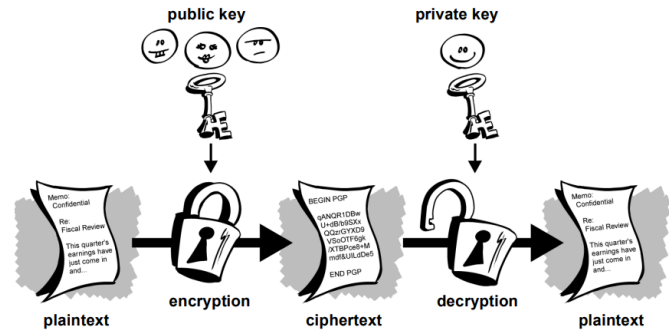 public key
private key
Memo:
Confidential
Re:
Fiscal Review
This quarter's
earnings have
just come in
and...
BEGIN PGP
qANQR1DBw
U+dB/b9SXx
QQz/GYXD9
VSoOTF6gk
/XTBPce8+M
mdf&UlLdDe5
END PGP
Memo:
Confidential
Re:
Fiscal Review
This quarter's
earnings have
just come in
and...
plaintext
encryption
ciphertext
decryption
plaintext